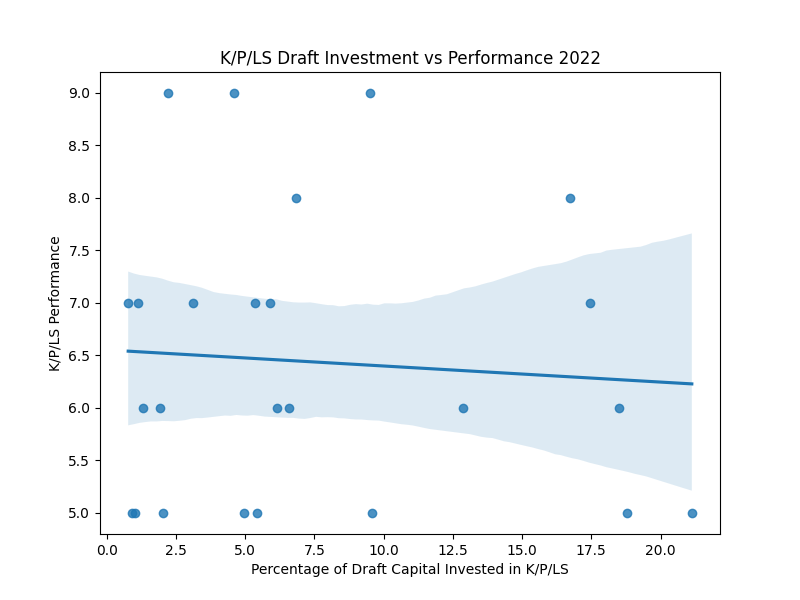 K/P/LS Draft Investment vs Performance 2022
9.0
8.5
8.0
7.5
7.0
6.5
6.0
5.5
5.0
K/P/LS Performance
0.0 2.5 5.0 7.5 10.0 12.5 15.0 17.5 20.0
Percentage of Draft Capital Invested in K/P/LS